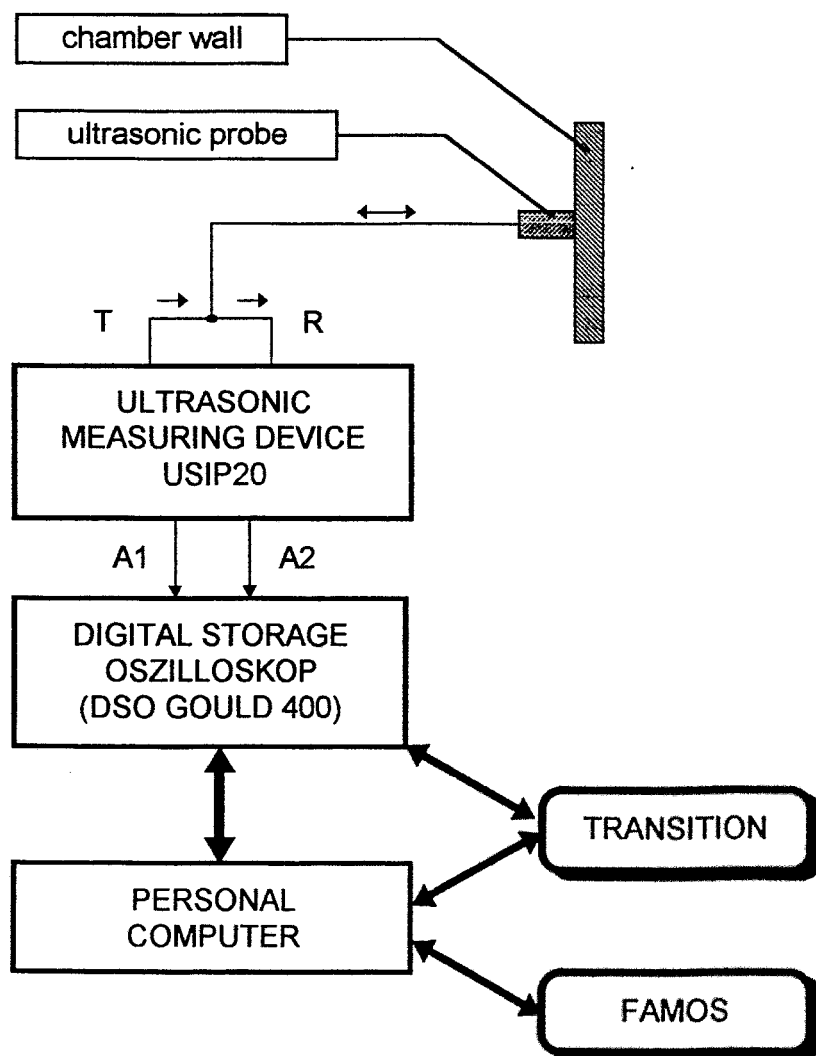 chamber wall
ultrasonic probe
T
R
ULTRASONIC
MEASURING DEVICE
USIP20
A1
A2
DIGITAL STORAGE
OSZILLOSKOP
(DSO GOULD 400)
TRANSITION
PERSONAL
COMPUTER
FAMOS